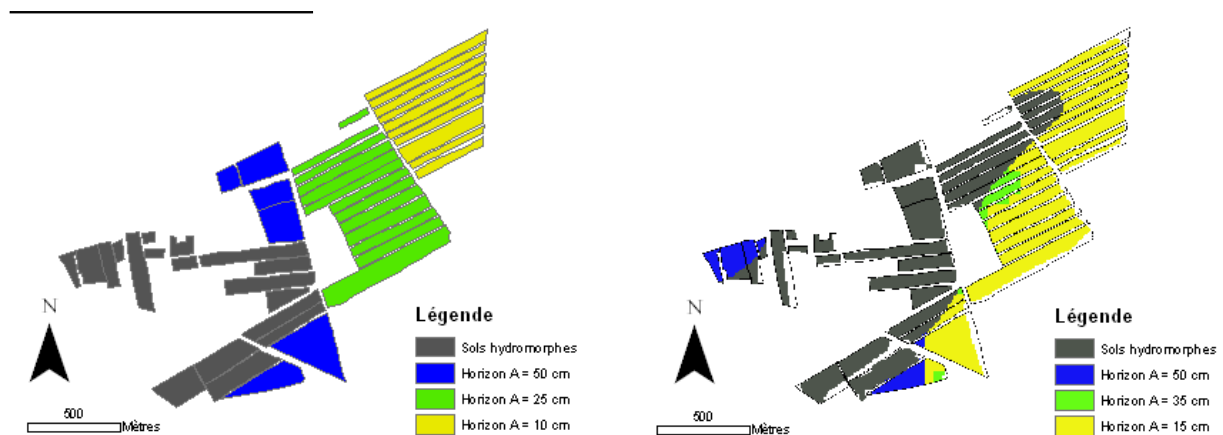 N
Légende
Sols hydromorphes
Horizon A = 50 cm
Horizon A = 25 cm
Horizon A = 10 cm
500
Mètres
N
Légende
Sols hydromorphes
Horizon A = 50 cm
Horizon A = 35 cm
Horizon A = 15 cm
500
Mètres